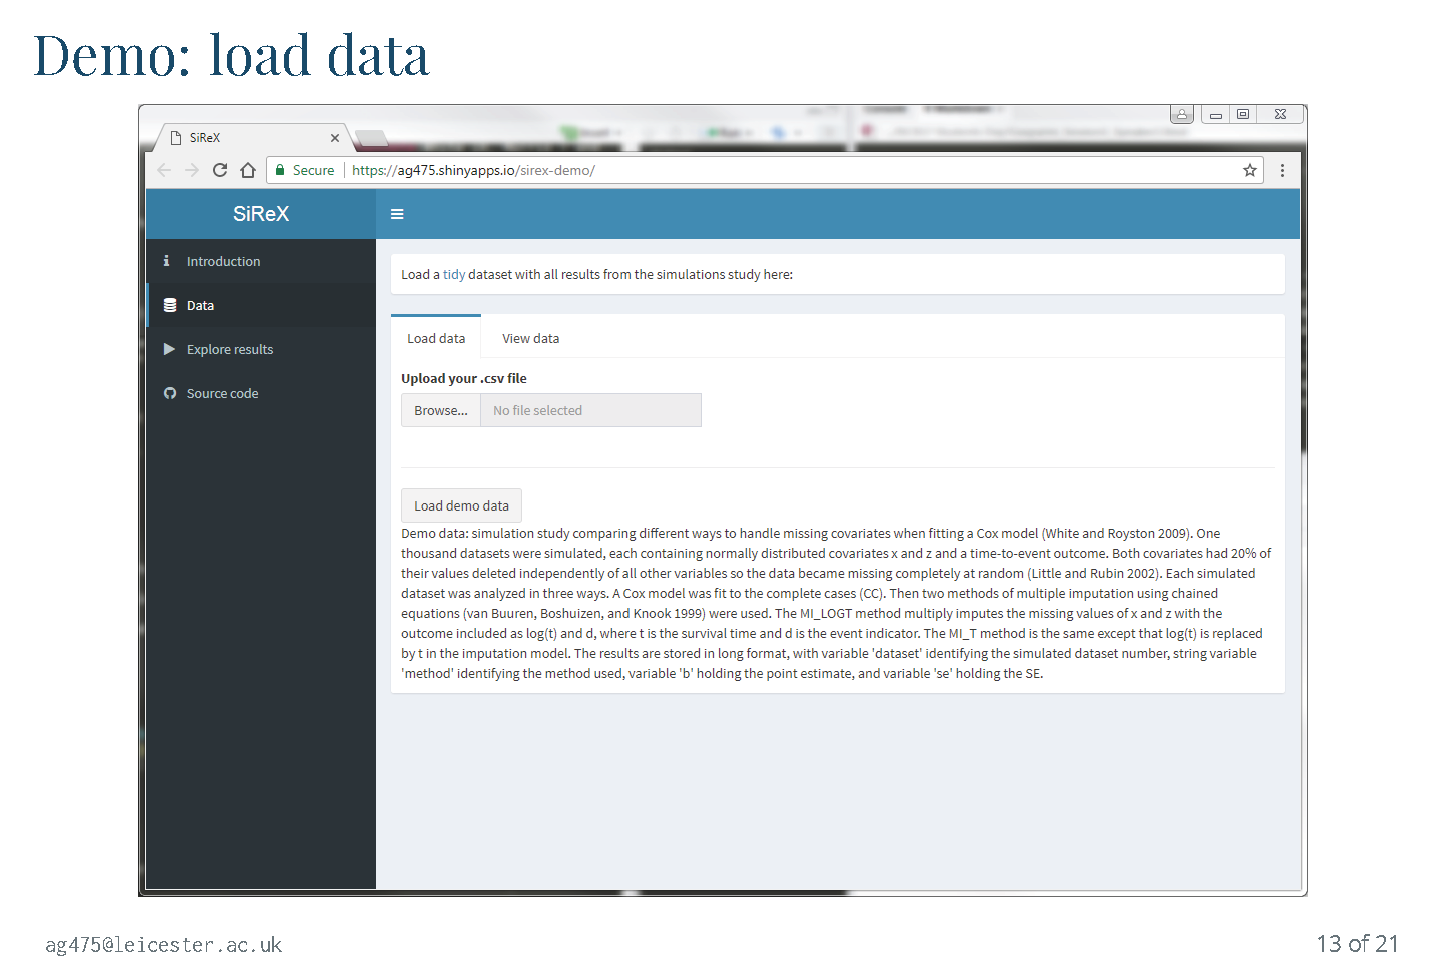 Demo: load data
SiReX
Secure https://ag475.shinyapps.io/sirex-demo/
SiReX
Introduction
Data
Explore results
Source code
Load a tidy dataset with all results from the simulations study here:
Load data View data
Upload your .csv file
Browse... No file selected
Load demo data
Demo data: simulation study comparing different ways to handle missing covariates when fitting a Cox model (White and Royston 2009). One
thousand datasets were simulated, each containing normally distributed covariates x and z and a time-to-event outcome. Both covariates had 20% of
their values deleted independently of all other variables so the data became missing completely at random (Little and Rubin 2002). Each simulated
dataset was analyzed in three ways. A Cox model was fit to the complete cases (CC). Then two methods of multiple imputation using chained
equations (van Buuren, Boshuizen, and Knook 1999) were used. The MI_LOGT method multiply imputes the missing values of x and z with the
outcome included as log(t) and d, where t is the survival time and d is the event indicator. The MI_T method is the same except that log(t) is replaced
by t in the imputation model. The results are stored in long format, with variable 'dataset' identifying the simulated dataset number, string variable
'method' identifying the method used, variable 'b' holding the point estimate, and variable 'se' holding the SE.
ag475@leicester.ac.uk
13 of 21